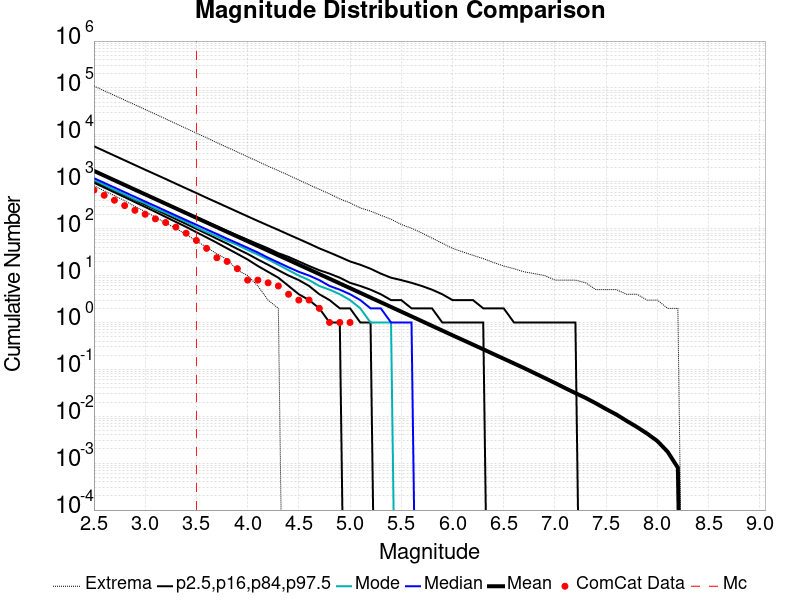 Magnitude Distribution Comparison
10^6
10^5
10^4
10^3
10^2
10^1
10^0
10^-1
10^-2
10^-3
10^-4
Cumulative Number
2.5 3.0 3.5 4.0 4.5 5.0 5.5 6.0 6.5 7.0 7.5 8.0 8.5 9.0
Magnitude
Extrema p2.5,p16,p84,p97.5 Mode Median Mean ComCat Data Mc